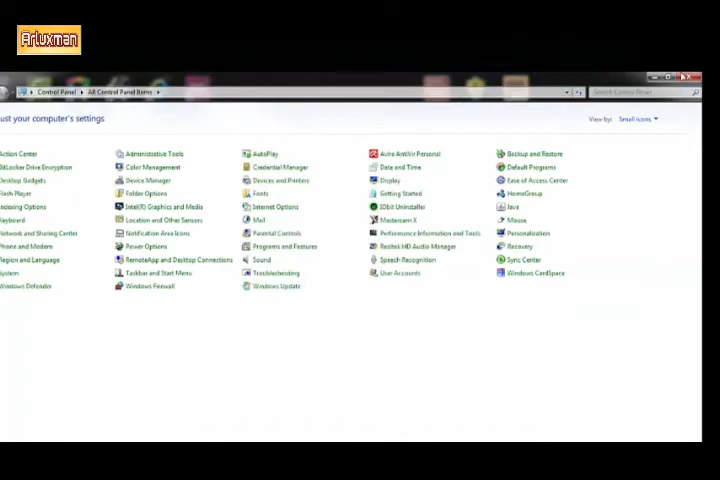 Arluxman
Control Panel
All Control Panel Items
Search Control Panel
ust your computer's settings
View by:
Small icons
Action Center
Administrative Tools
AutoPlay
Avira AntiVir Personal
Backup and Restore
BitLocker Drive Encryption
Color Management
Credential Manager
Date and Time
Default Programs
Desktop Gadgets
Device Manager
Devices and Printers
Display
Ease of Access Center
Flash Player
Folder Options
Fonts
Getting Started
HomeGroup
Indexing Options
Intel(R) Graphics and Media
Internet Options
IObit Uninstaller
Java
Keyboard
Location and Other Sensors
Mail
Mastercam X
Mouse
Network and Sharing Center
Notification Area Icons
Parental Controls
Performance Information and Tools
Personalization
Phone and Modem
Power Options
Programs and Features
Realtek HD Audio Manager
Recovery
Region and Language
RemoteApp and Desktop Connections
Sound
Speech Recognition
Sync Center
System
Taskbar and Start Menu
Troubleshooting
User Accounts
Windows CardSpace
Windows Defender
Windows Firewall
Windows Update